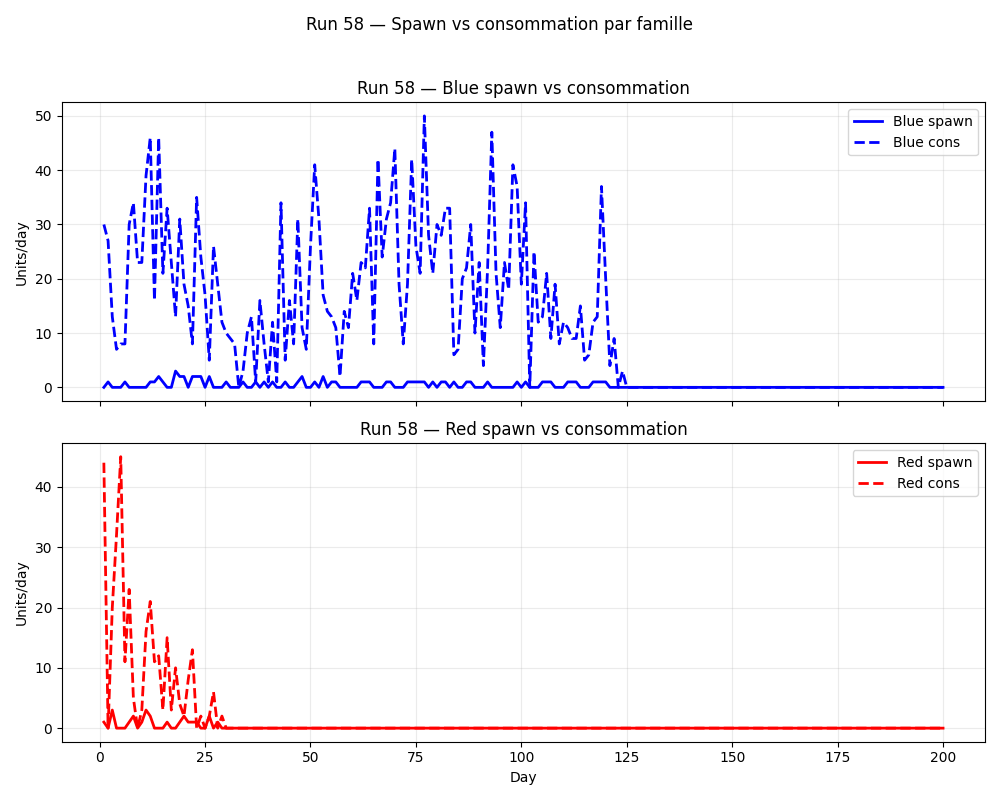 Run 58 — Spawn vs consommation par famille
Run 58 — Blue spawn vs consommation
Units/day
50
40
30
20
10
0
Blue spawn
Blue cons
Run 58 — Red spawn vs consommation
Units/day
40
30
20
10
0
Red spawn
Red cons
0 25 50 75 100 125 150 175 200
Day